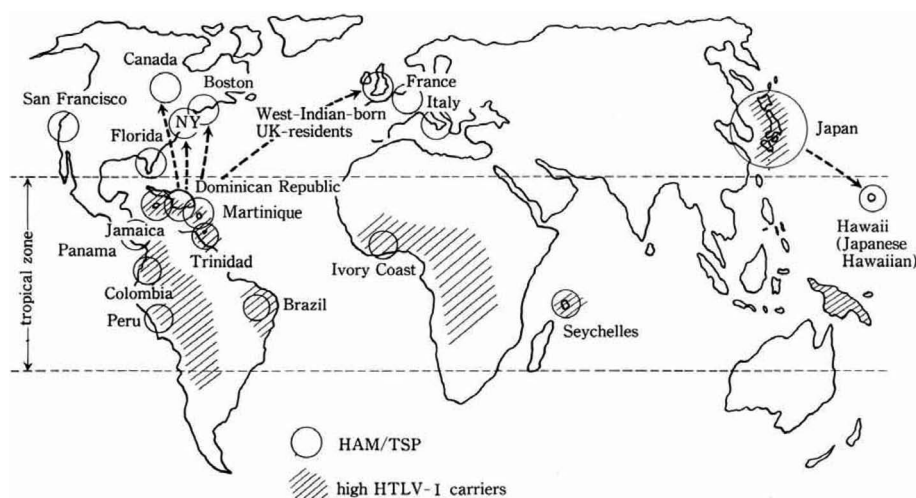 Canada
Boston
San Francisco
NY
France
Italy
West-Indian-born
UK-residents
Florida
Japan
Dominican Republic
Martinique
Jamaica
Panama
Trinidad
Ivory Coast
Hawaii
(Japanese
Hawaiian)
tropical zone
Colombia
Brazil
Peru
Seychelles
HAM/TSP
high HTLV-I carriers